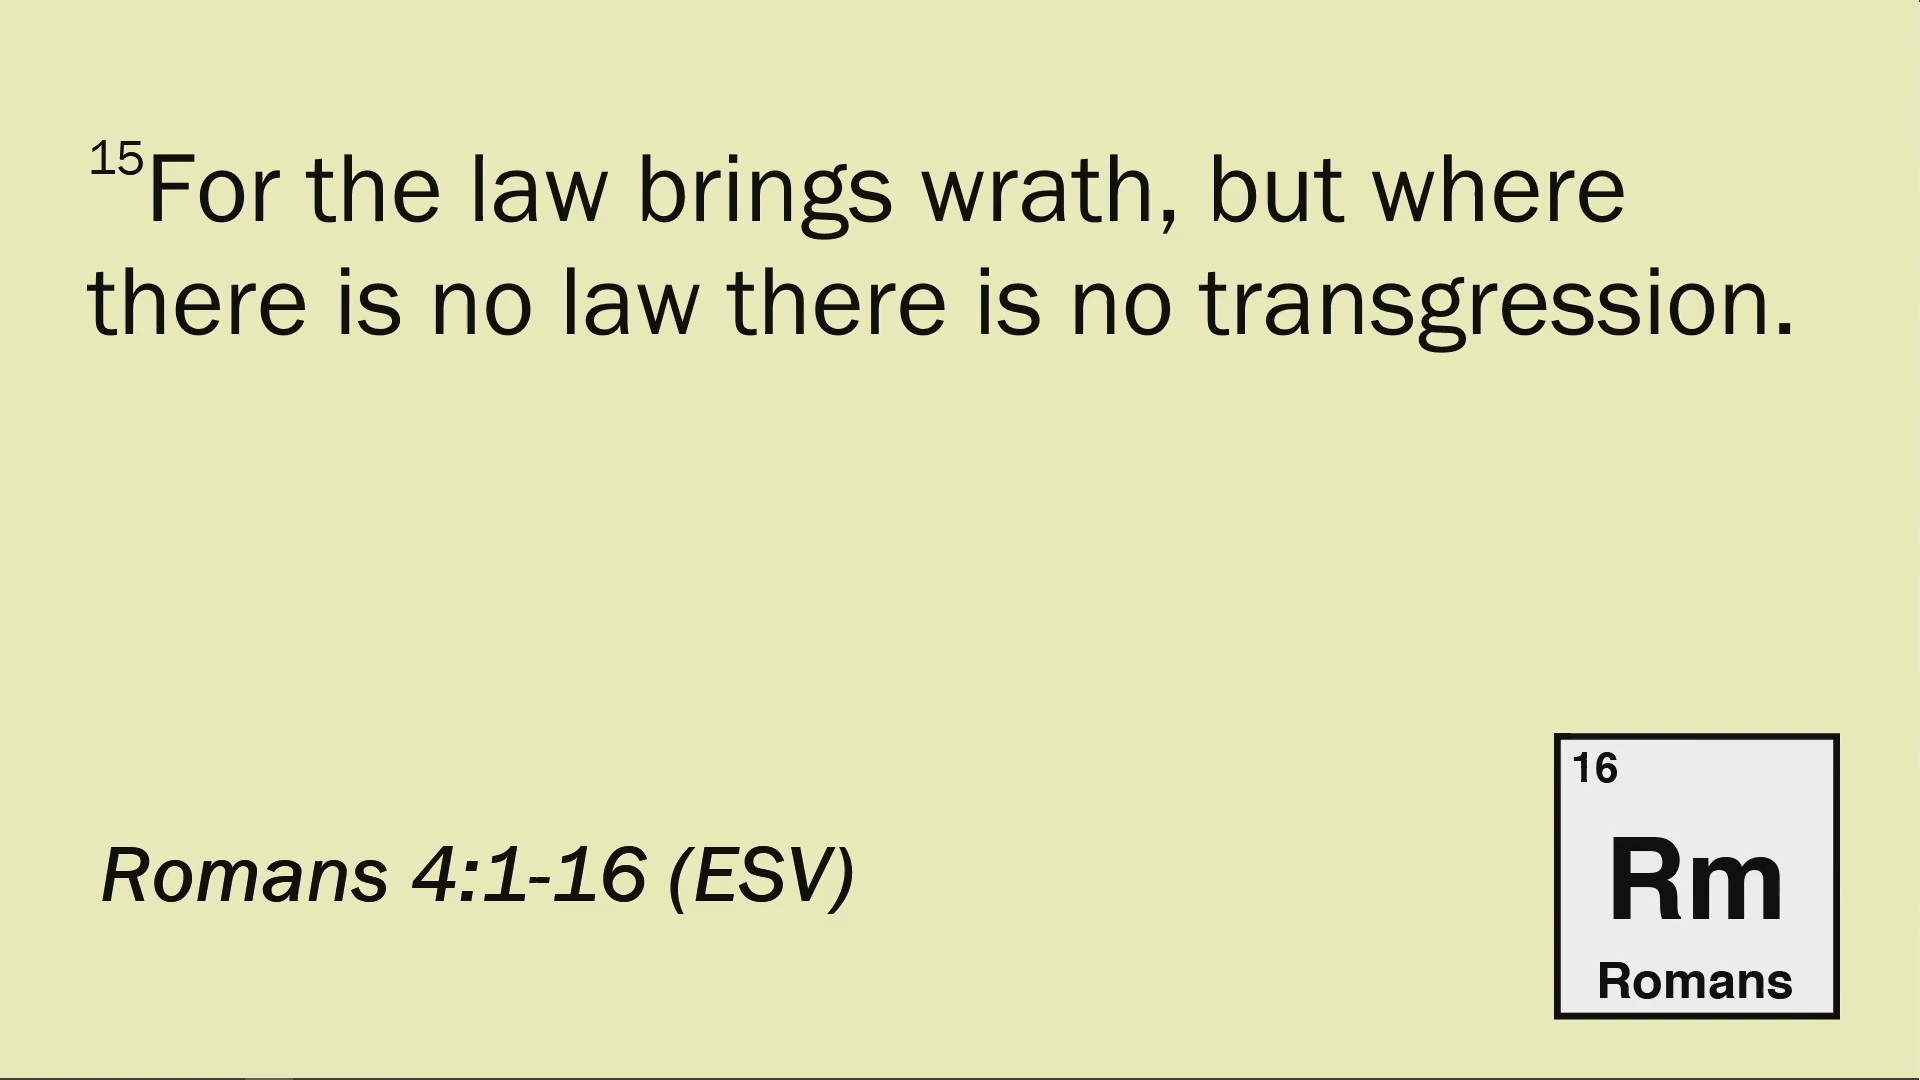 15For the law brings wrath, but where
there is no law there is no transgression.
Romans 4:1-16 (ESV)
16
Rm
Romans